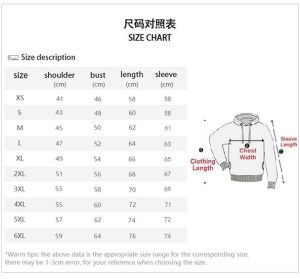 尺码对照表
SIZE CHART
Size description
size shoulder (cm) bust (cm) length (cm) sleeve (cm)
XS 41 46 58 58
S 43 48 60 58
M 45 50 62 61
L 47 52 64 63
XL 49 54 66 65
2XL 51 56 68 67
3XL 53 58 70 69
4XL 55 60 72 71
5XL 57 62 74 72
6XL 59 64 76 74
Chest
Width
Sleeve
Length
Clothing
Length
*Warm tips: the above data is the appropriate size range for the corresponding size,
there may be 1-3cm error, for your reference when choosing the size.